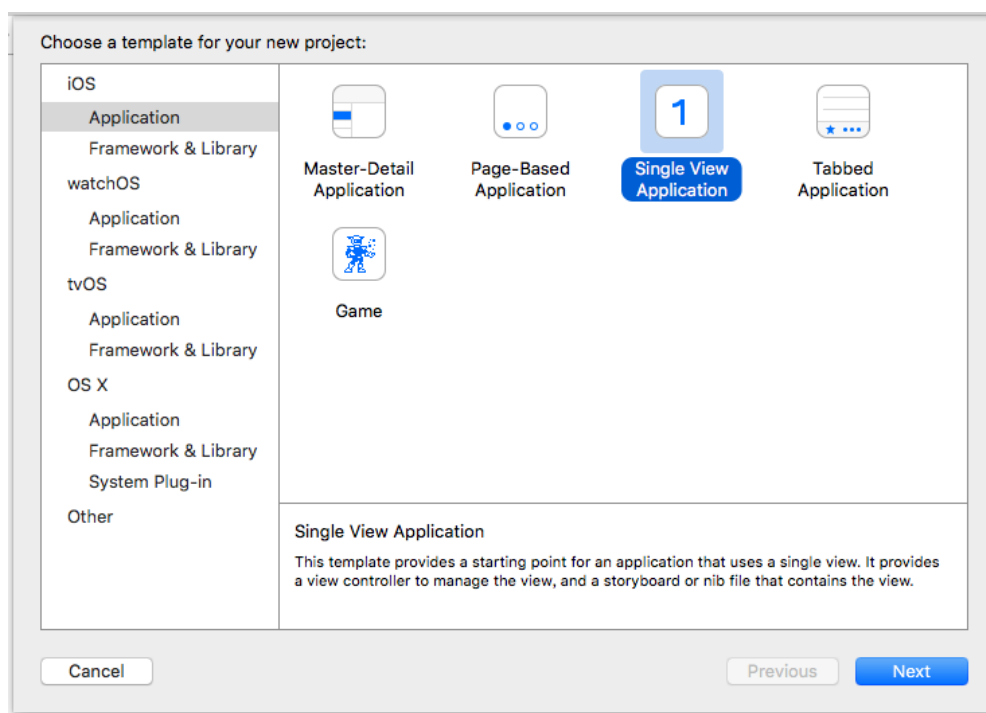 Choose a template for your new project:
iOS
Application
Framework & Library
watchOS
Application
Framework & Library
tvOS
Application
Framework & Library
OS X
Application
Framework & Library
System Plug-in
Other
Master-Detail
Application
Page-Based
Application
1
Single View
Application
Tabbed
Application
Game
Single View Application
This template provides a starting point for an application that uses a single view. It provides
a view controller to manage the view, and a storyboard or nib file that contains the view.
Cancel
Previous
Next